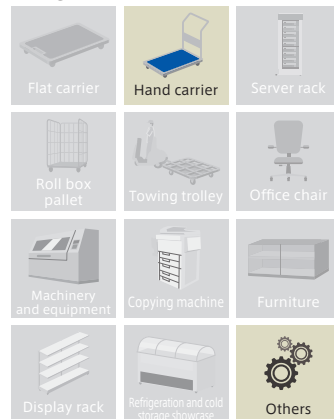 Flat carrier
Hand carrier
Server rack
Roll box
pallet
Towing trolley
Office chair
Machinery
and equipment
Copying machine
Furniture
Display rack
Refrigeration and cold
storage showcase
Others